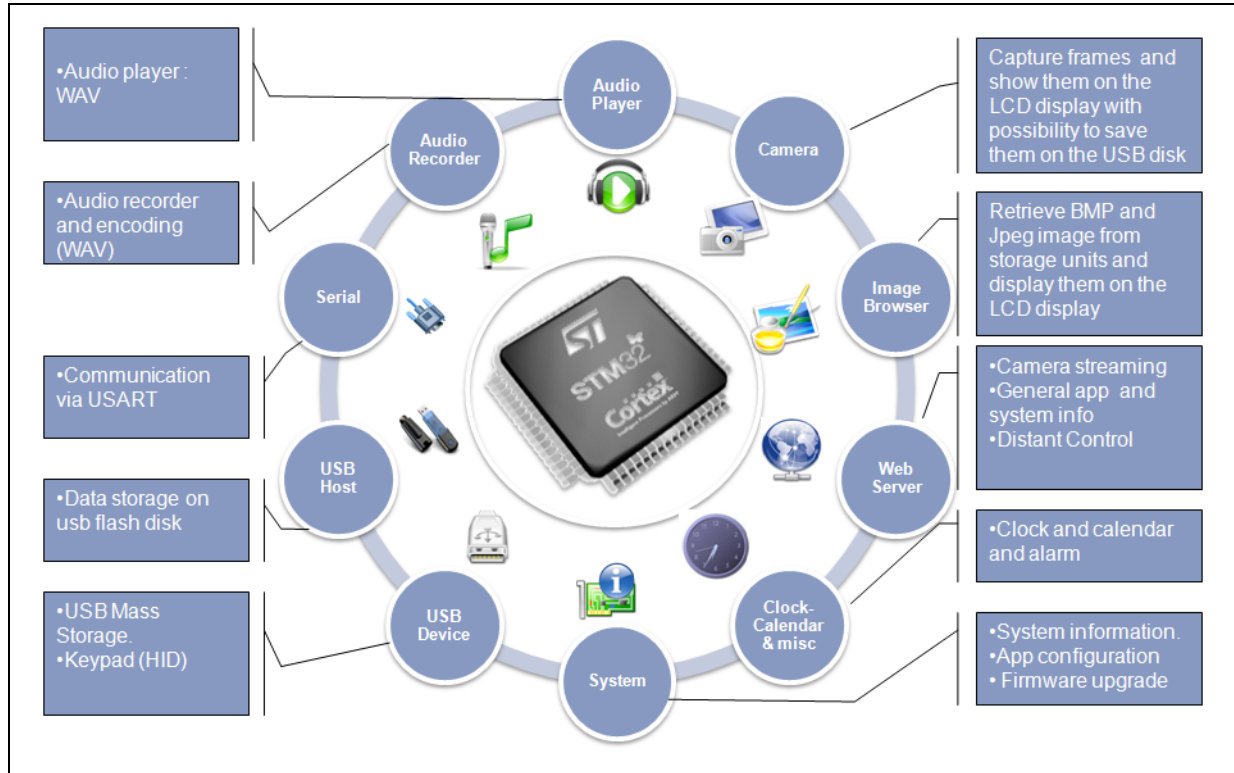 •Audio player :
WAV
•Audio recorder
and encoding
(WAV)
•Communication
via USART
•Data storage on
usb flash disk
•USB Mass
Storage.
•Keypad (HID)
Audio
Player
Audio
Recorder
Camera
Serial
Image
Browser
USB
Host
Web
Server
USB
Device
Clock-
Calendar
& misc
System
ST
STM32
Cortex
Intelligent Processors by ARM
Capture frames and
show them on the
LCD display with
possibility to save
them on the USB disk
Retrieve BMP and
Jpeg image from
storage units and
display them on the
LCD display
•Camera streaming
•General app and
system info
•Distant Control
•Clock and calendar
and alarm
•System information.
•App configuration
• Firmware upgrade